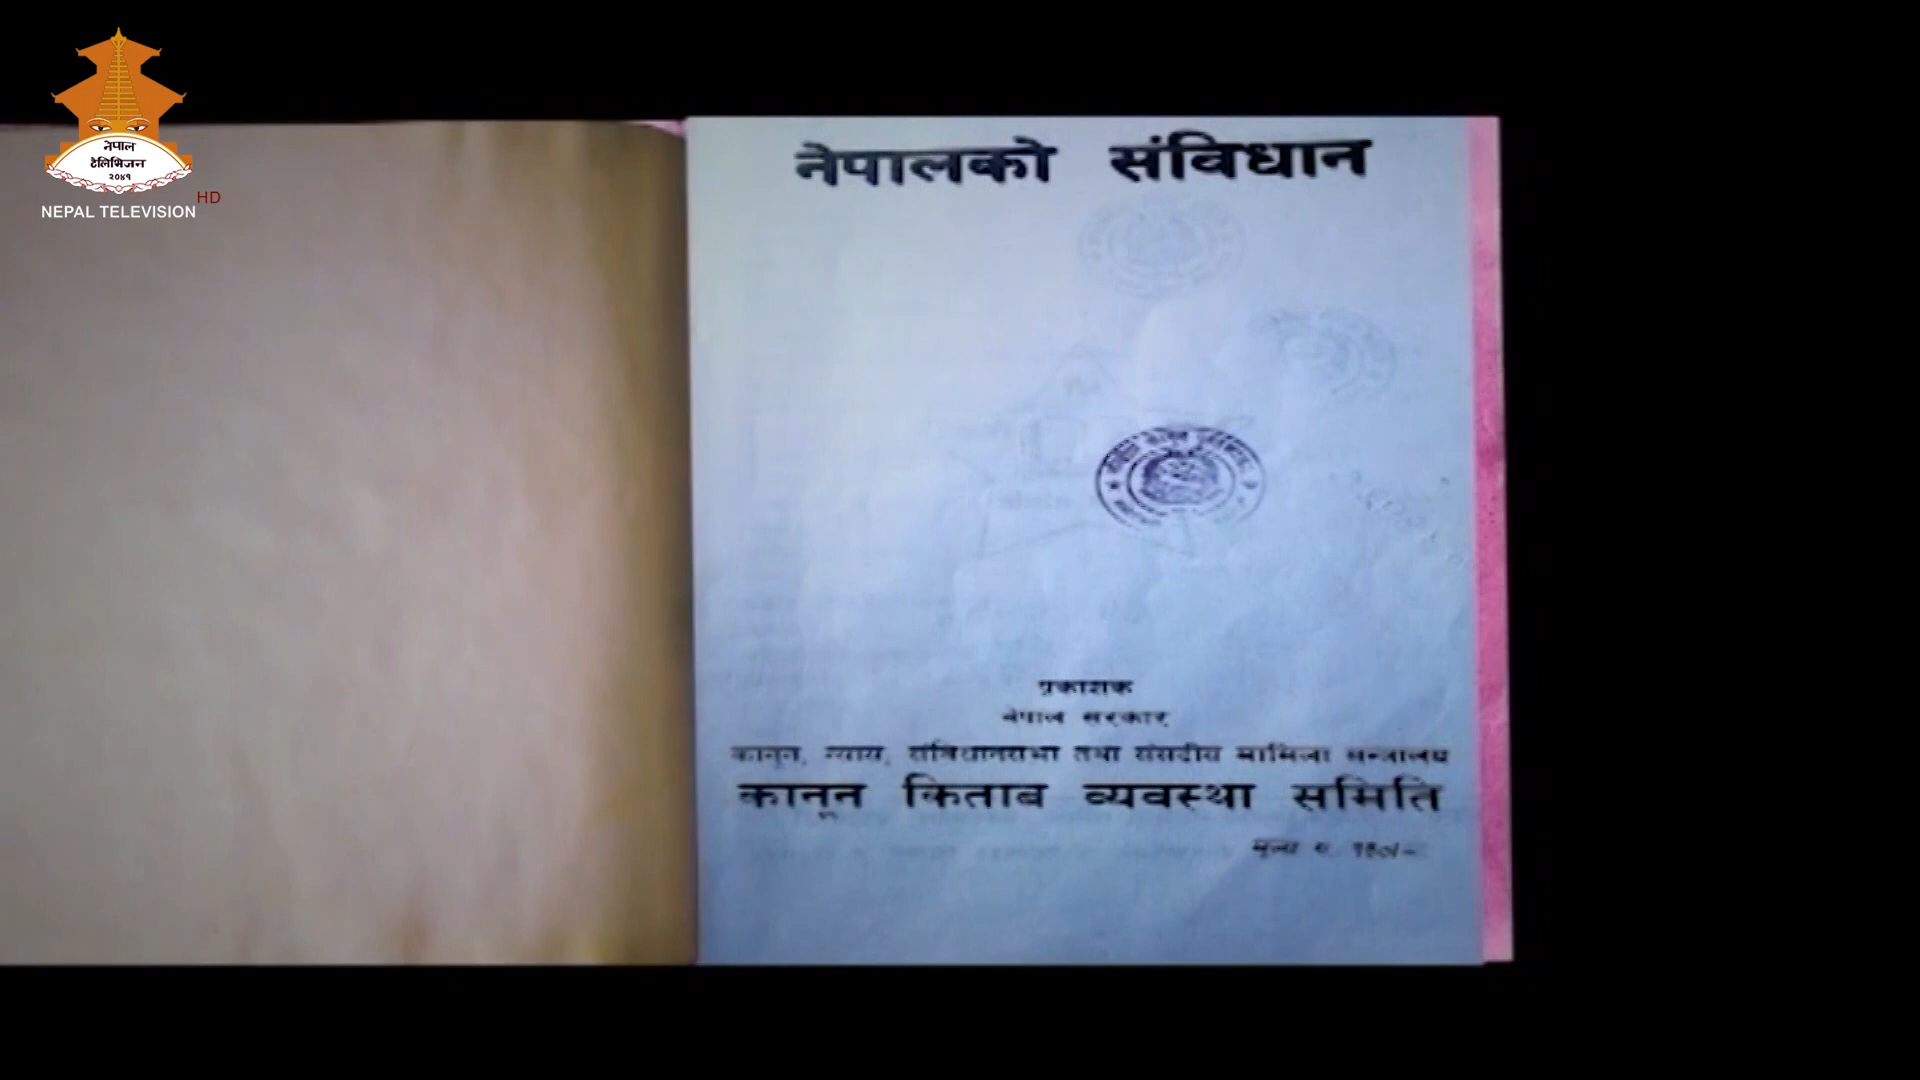 नेपाल
टेलिभिजन
२०४१
HD
NEPAL TELEVISION
नेपालको संविधान
प्रकाशक
नेपाल सरकार
कानून, न्याय, संविधानसभा तथा संसदीय मामिला मन्त्रालय
कानून किताब व्यवस्था समिति
मूल्य रु.